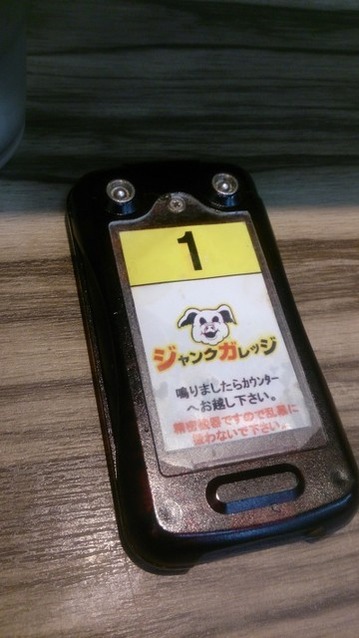 1
ジャンクガレッジ
鳴りましたらカウンター
へお越し下さい。
精密機器ですので乱暴に
扱わないで下さい。